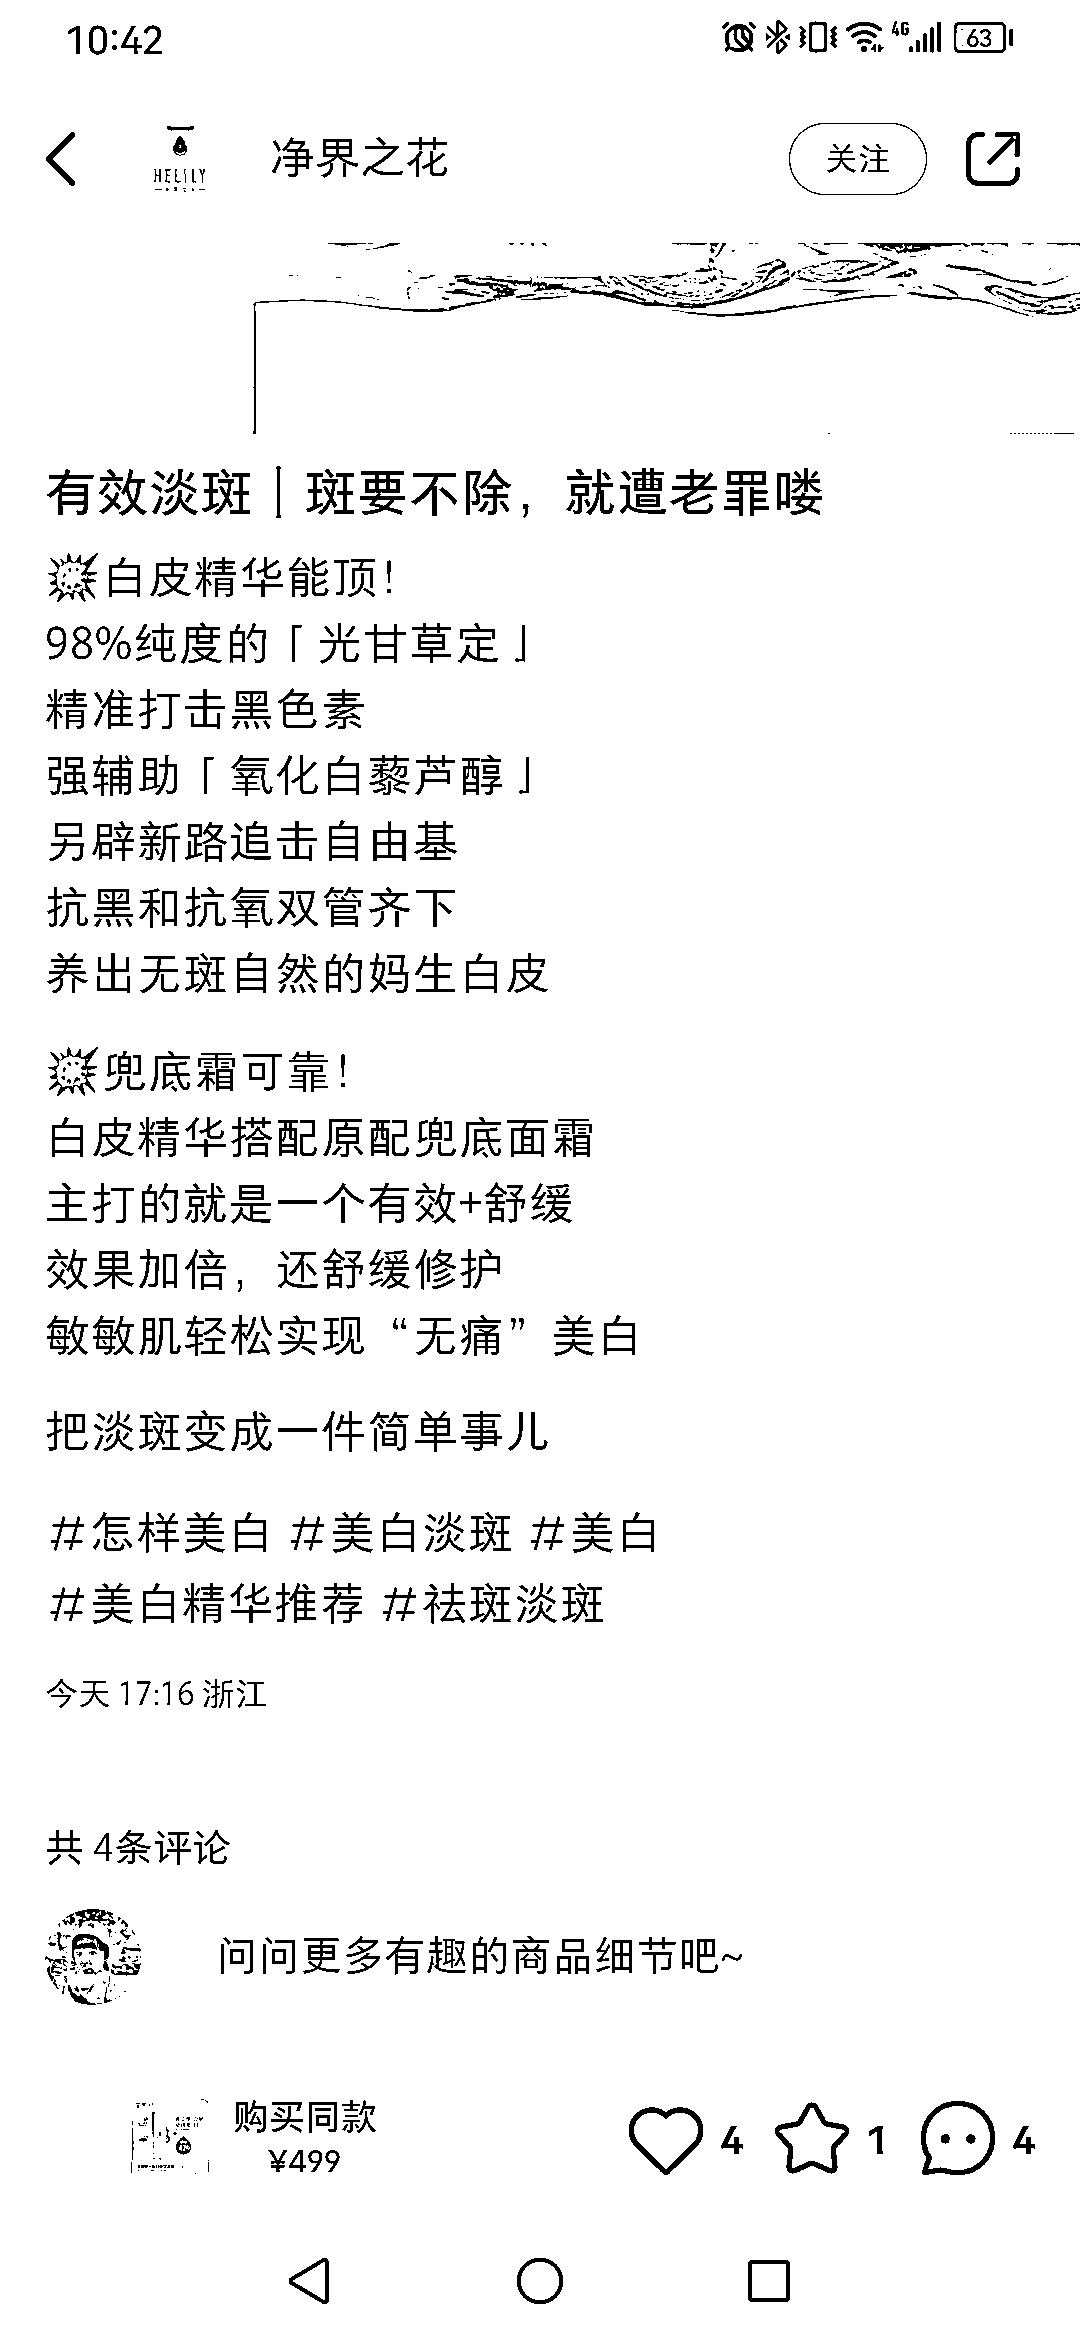 10:42
4G
63
HELILY
净界之花
关注
有效淡斑｜斑要不除，就遭老罪喽
白皮精华能顶！
98%纯度的「光甘草定」
精准打击黑色素
强辅助「氧化白藜芦醇」
另辟新路追击自由基
抗黑和抗氧双管齐下
养出无斑自然的妈生白皮
兜底霜可靠！
白皮精华搭配原配兜底面霜
主打的就是一个有效+舒缓
效果加倍，还舒缓修护
敏敏肌轻松实现“无痛”美白
把淡斑变成一件简单事儿
#怎样美白 #美白淡斑 #美白
#美白精华推荐 #祛斑淡斑
今天 17:16 浙江
共 4条评论
问问更多有趣的商品细节吧~
购买同款
¥499
4
1
4